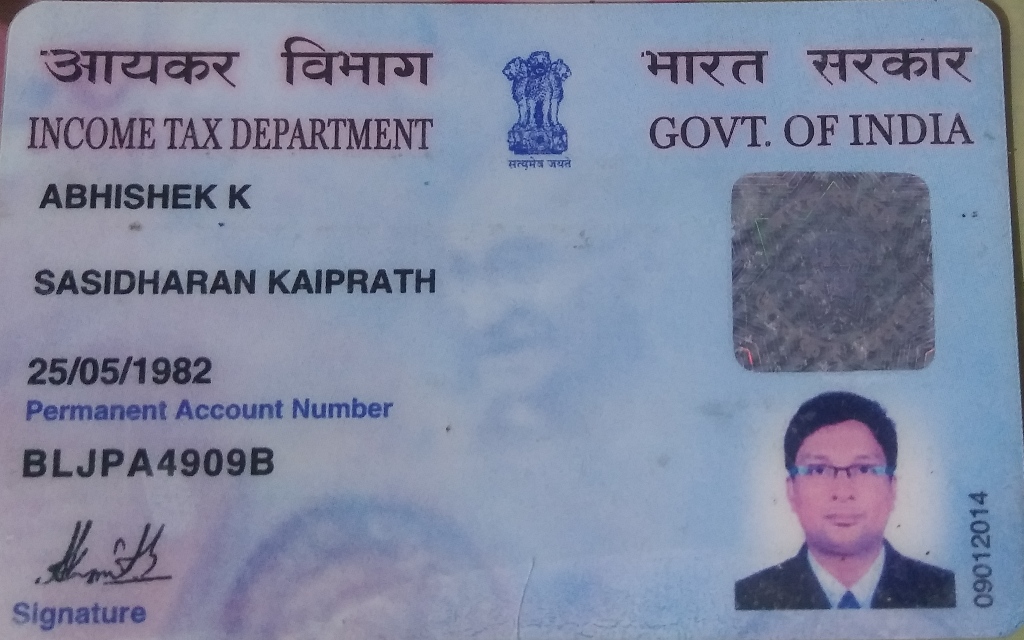 आयकर विभाग
INCOME TAX DEPARTMENT
सत्यमेव जयते
भारत सरकार
GOVT. OF INDIA
ABHISHEK K
SASIDHARAN KAIPRATH
25/05/1982
Permanent Account Number
BLJPA4909B
Signature
09012014